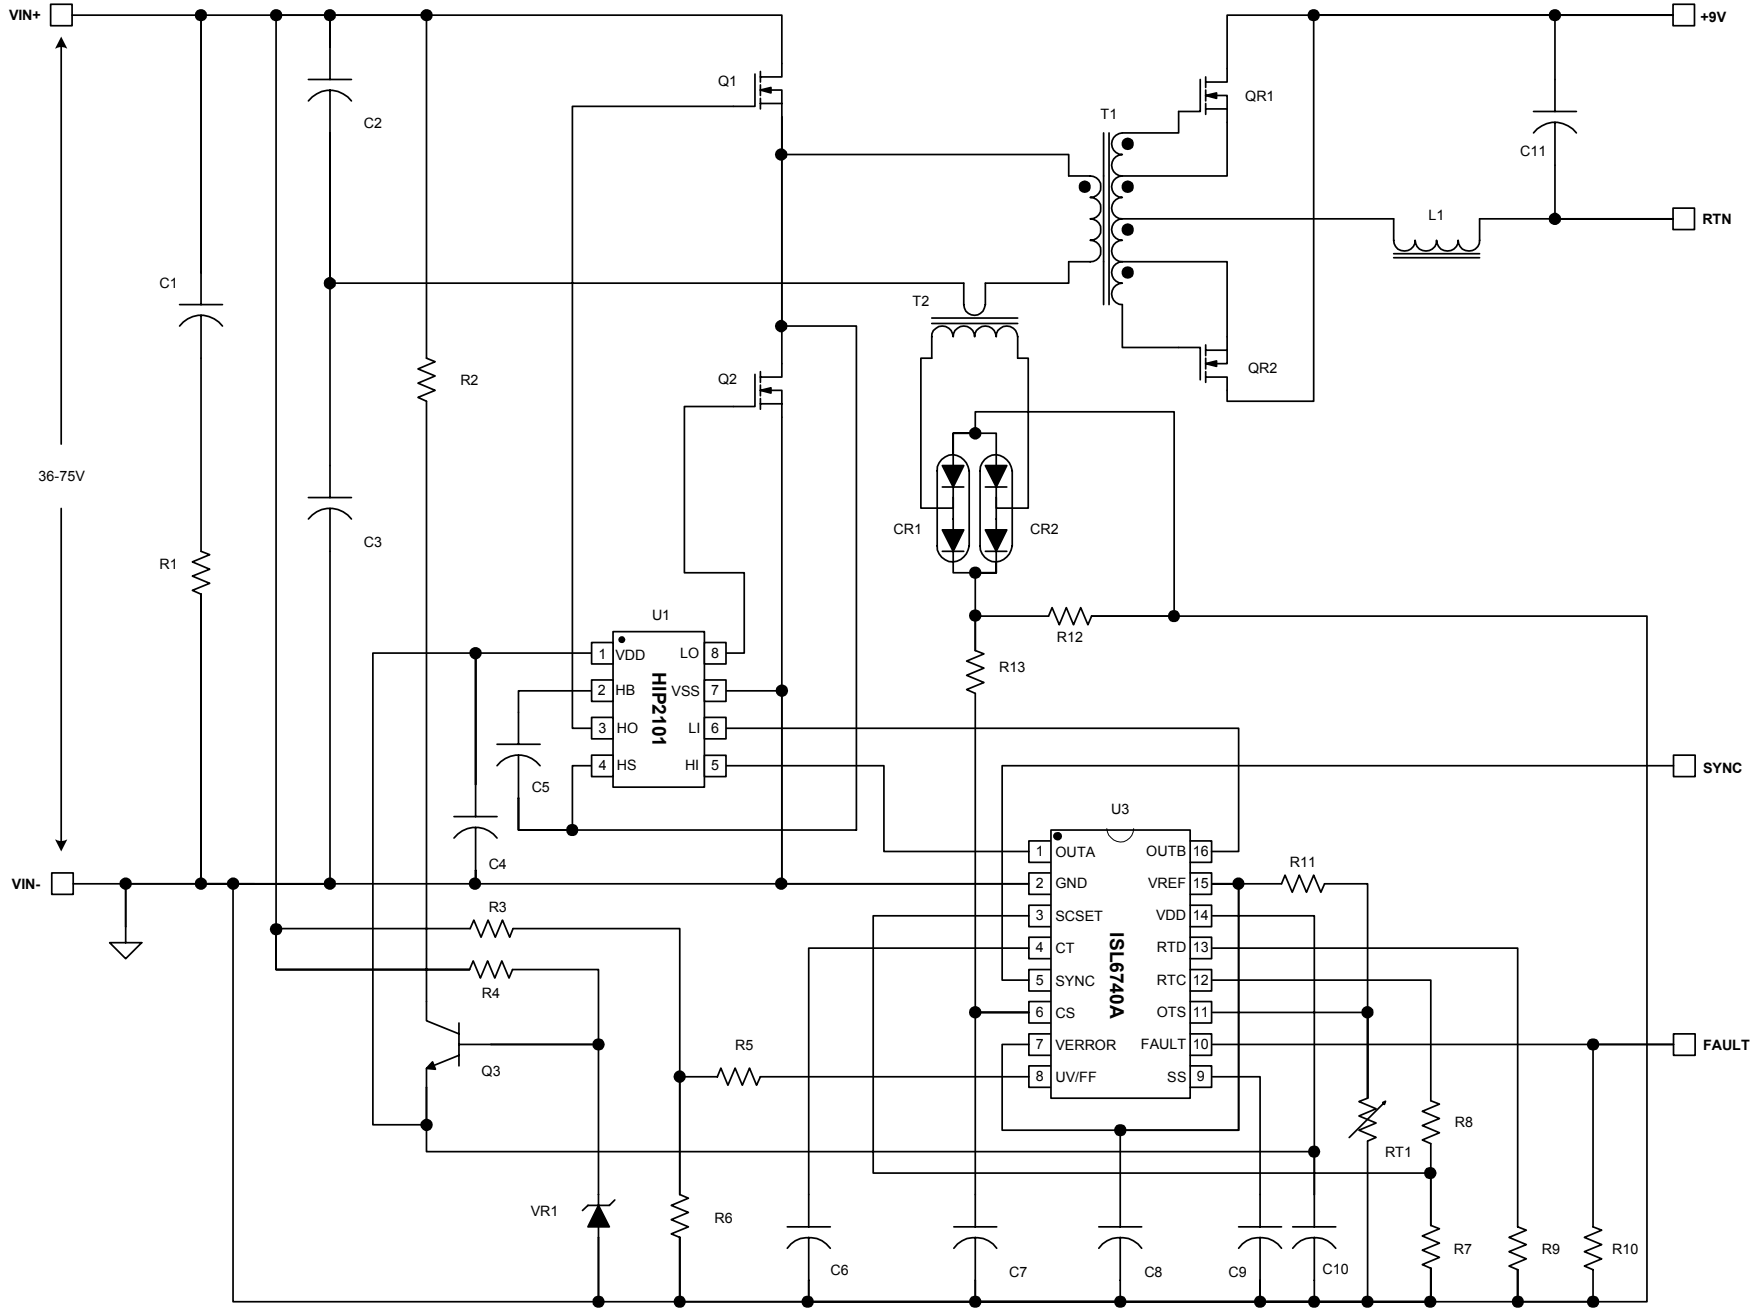 VIN+
+9V
Q1
QR1
C2
T1
C11
L1
RTN
C1
T2
R2
Q2
QR2
36-75V
CR1
CR2
C3
R1
U1
R12
R13
1 VDD LO 8
2 HB VSS 7
3 HO LI 6
4 HS HI 5
HIP2101
C5
SYNC
U3
C4
VIN-
1 OUTA OUTB 16
2 GND VREF 15
3 SCSET VDD 14
4 CT RTD 13
5 SYNC RTC 12
6 CS OTS 11
7 VERROR FAULT 10
8 UV/FF SS 9
ISL6740A
R11
R3
R4
R5
FAULT
Q3
R8
RT1
VR1
R6
C6
C7
C8
C9
C10
R7
R9
R10